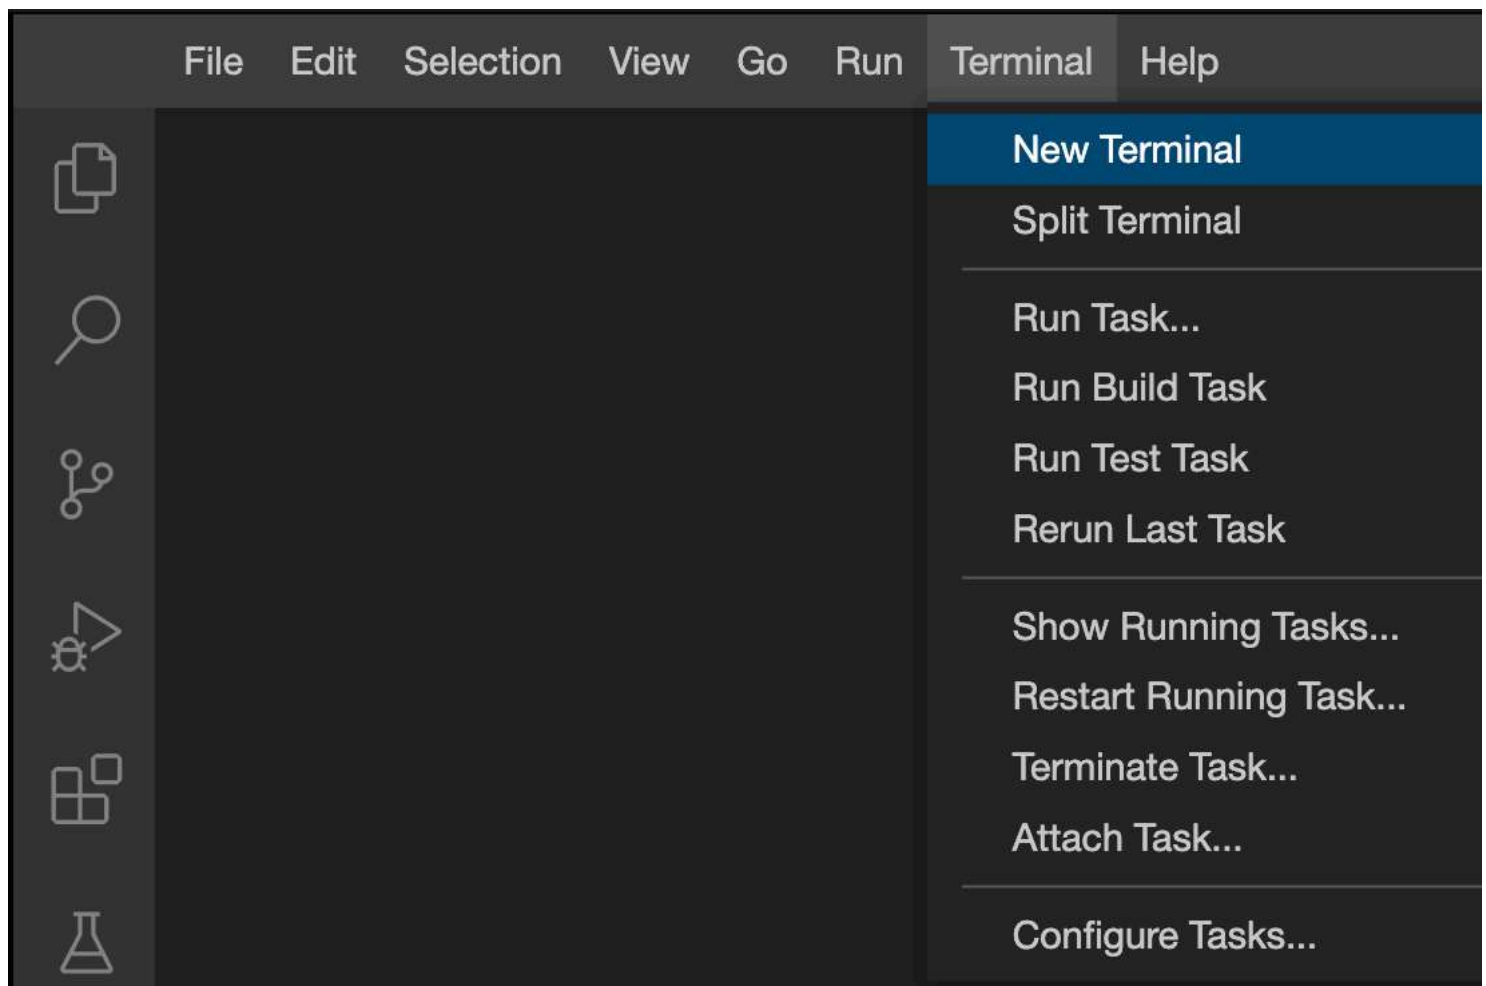 File Edit Selection View Go Run Terminal Help
New Terminal
Split Terminal
Run Task...
Run Build Task
Run Test Task
Rerun Last Task
Show Running Tasks...
Restart Running Task...
Terminate Task...
Attach Task...
Configure Tasks...